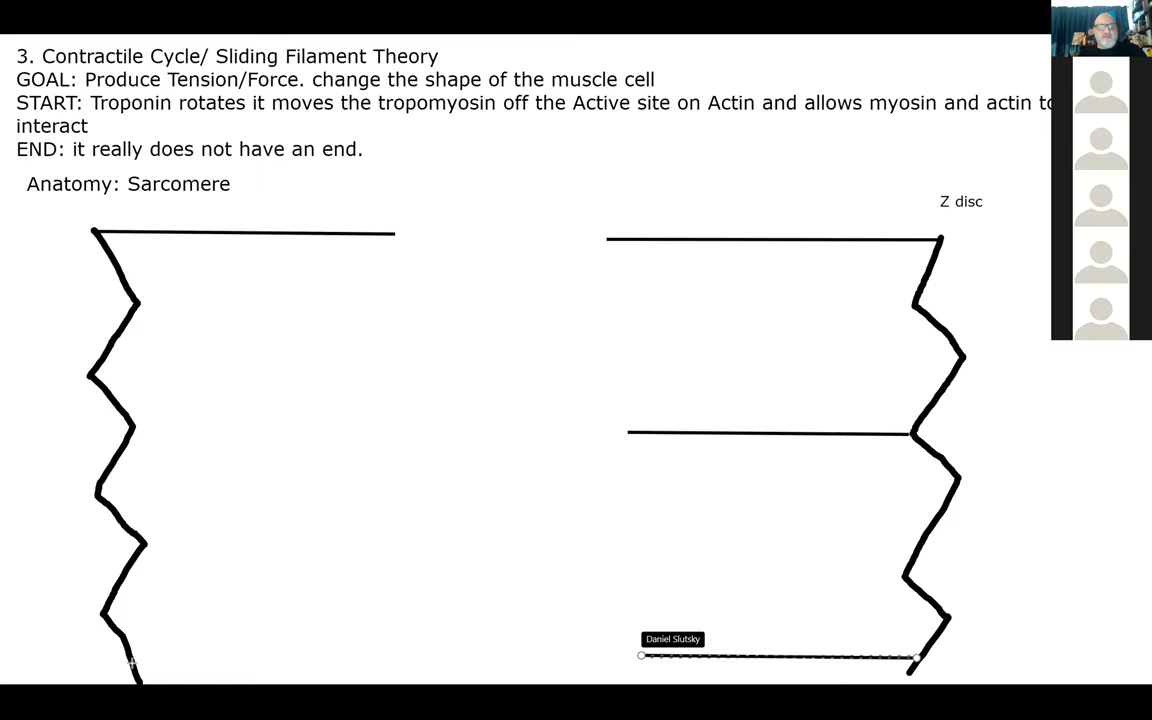 3. Contractile Cycle/ Sliding Filament Theory
GOAL: Produce Tension/Force. change the shape of the muscle cell
START: Troponin rotates it moves the tropomyosin off the Active site on Actin and allows myosin and actin to
interact
END: it really does not have an end.
Anatomy: Sarcomere
Z disc
Daniel Slutsky